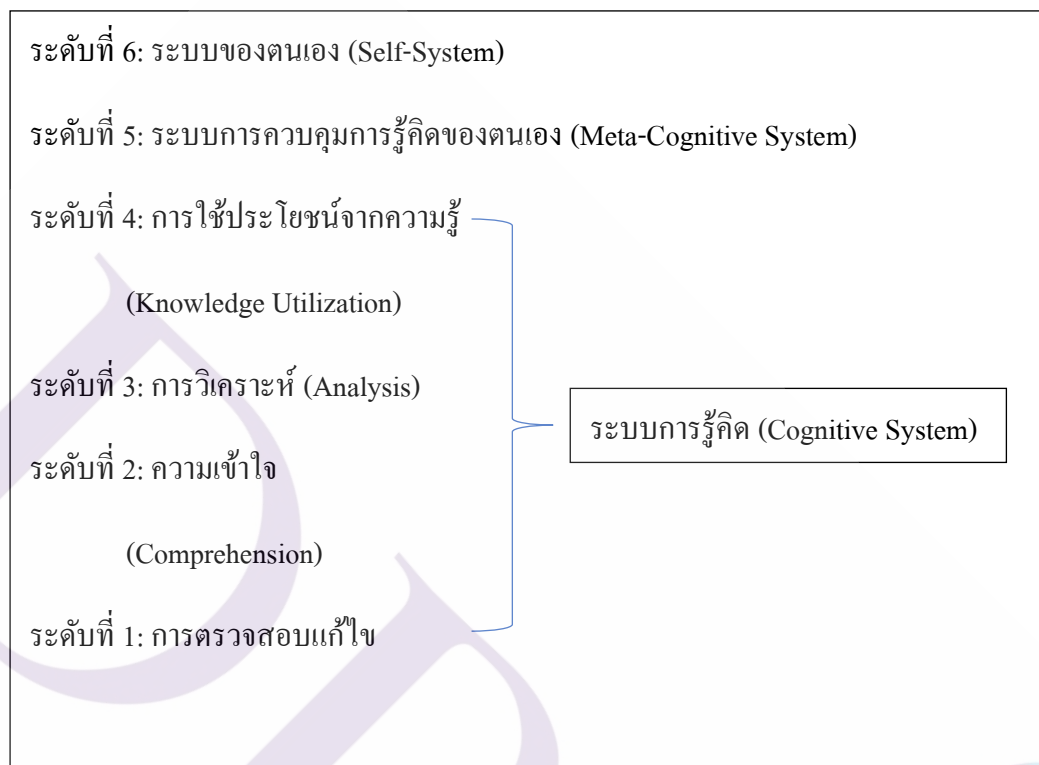 ระดับที่ 6: ระบบของตนเอง (Self-System)
ระดับที่ 5: ระบบการควบคุมการรู้คิดของตนเอง (Meta-Cognitive System)
ระดับที่ 4: การใช้ประโยชน์จากความรู้
(Knowledge Utilization)
ระดับที่ 3: การวิเคราะห์ (Analysis)
ระบบการรู้คิด (Cognitive System)
ระดับที่ 2: ความเข้าใจ
(Comprehension)
ระดับที่ 1: การตรวจสอบแก้ไข